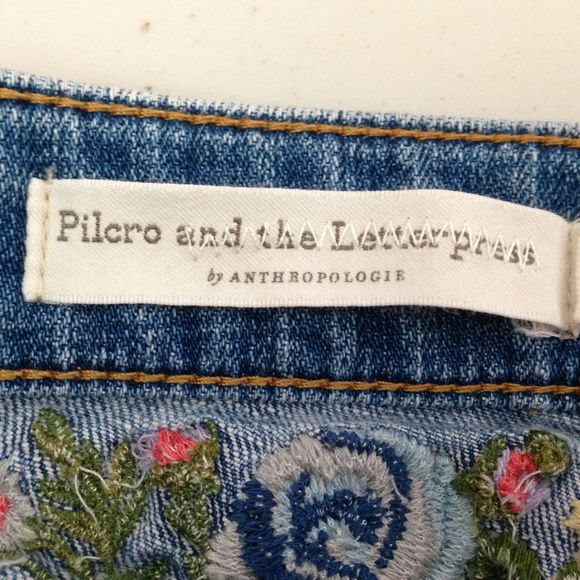 Pilcro and the Letterpress
by ANTHROPOLOGIE